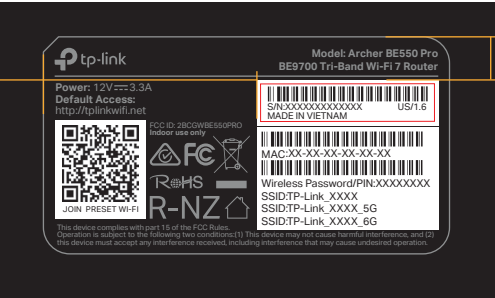 tp-link
Model: Archer BE550 Pro
BE9700 Tri-Band Wi-Fi 7 Router
Power: 12V⎓3.3A
Default Access:
http://tplinkwifi.net
S/N:XXXXXXXXXXXXX US/1.6
MADE IN VIETNAM
FCC ID: 2BCGWBE550PRO
Indoor use only
FC
MAC:XX-XX-XX-XX-XX-XX
RoHS
Wireless Password/PIN:XXXXXXXX
SSID:TP-Link_XXXX
SSID:TP-Link_XXXX_5G
SSID:TP-Link_XXXX_6G
JOIN PRESET WI-FI
R-NZ
This device complies with part 15 of the FCC Rules.
Operation is subject to the following two conditions:(1) This device may not cause harmful interference, and (2)
this device must accept any interference received, including interference that may cause undesired operation.